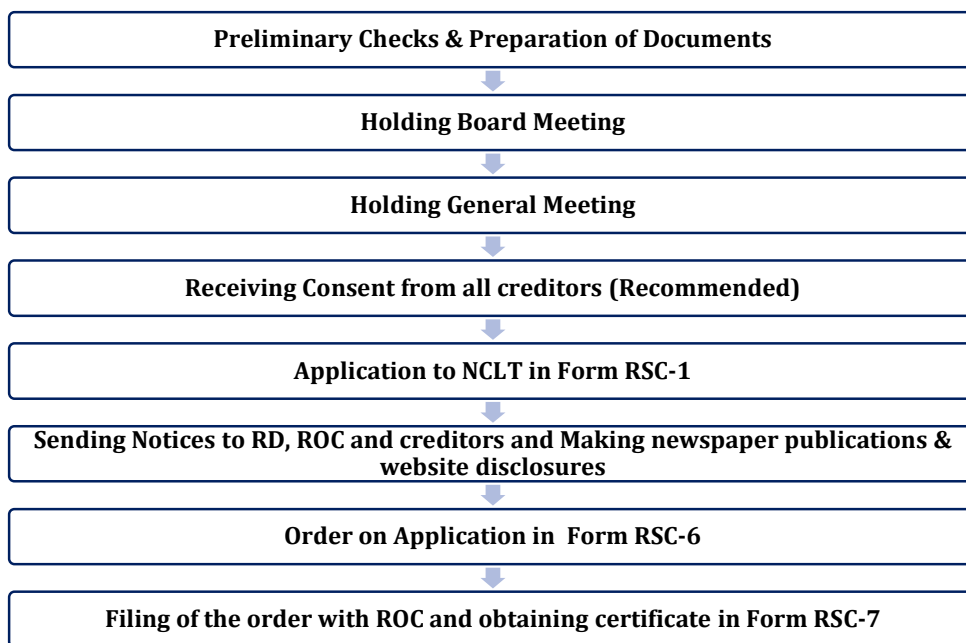 Preliminary Checks & Preparation of Documents
Holding Board Meeting
Holding General Meeting
Receiving Consent from all creditors (Recommended)
Application to NCLT in Form RSC-1
Sending Notices to RD, ROC and creditors and Making newspaper publications &
website disclosures
Order on Application in Form RSC-6
Filing of the order with ROC and obtaining certificate in Form RSC-7